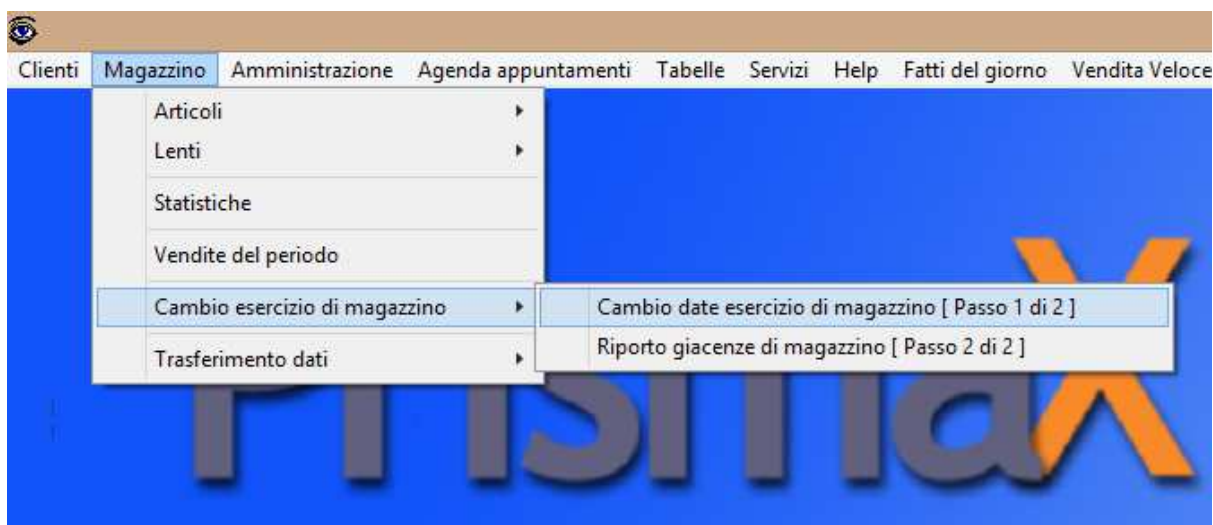 Clienti Magazzino Amministrazione Agenda appuntamenti Tabelle Servizi Help Fatti del giorno Vendita Veloce
Articoli
Lenti
Statistiche
Vendite del periodo
Cambio esercizio di magazzino
Cambio date esercizio di magazzino [ Passo 1 di 2 ]
Riporto giacenze di magazzino [ Passo 2 di 2 ]
Trasferimento dati
PrismaX